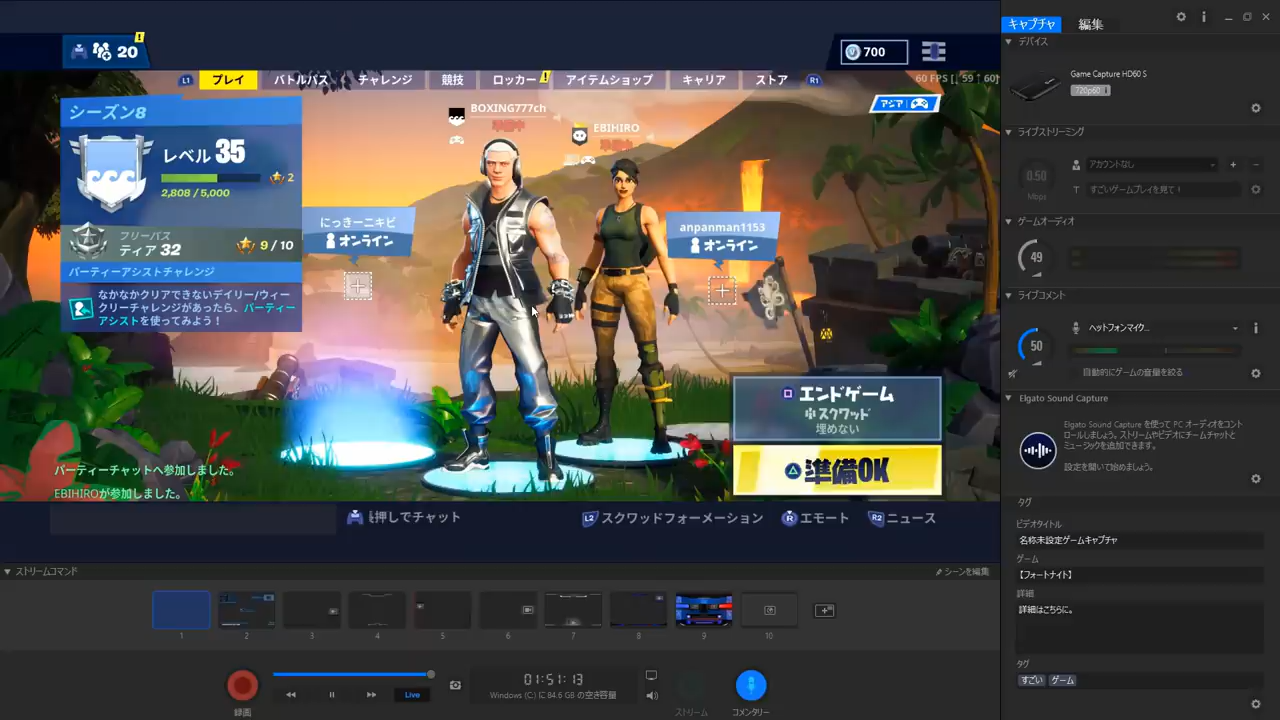 キャプチャ
編集
20
700
L1
プレイ
バトルパス
チャレンジ
競技
ロッカー
アイテムショップ
キャリア
ストア
R1
60 FPS [↓59 ↑60]
アジア
シーズン8
レベル 35
2
2,808 / 5,000
フリーパス
ティア 32
9 / 10
パーティーアシストチャレンジ
なかなかクリアできないデイリー/ウィー
クリーチャレンジがあったら、パーティー
アシストを使ってみよう!
BOXING777ch
準備中
EBIHIRO
準備中
にっきーニキビ
オンライン
anpanman1153
オンライン
エンドゲーム
スクワッド
埋めない
準備OK
パーティーチャットへ参加しました。
EBIHIROが参加しました。
押しでチャット
L2 スクワッドフォーメーション
R エモート
R2 ニュース
ストリームコマンド
シーンを編集
1
2
3
4
5
6
7
8
9
10
録画
Live
01:51:13
Windows (C:) に 84.6 GB の空き容量
ストリーム
コメンタリー
デバイス
Game Capture HD60 S
720p60
ライブストリーミング
0.50
Mbps
アカウントなし
T すごいゲームプレイを見て!
ゲームオーディオ
49
ライブコメント
50
ヘッドフォンマイク...
自動的にゲームの音量を絞る
Elgato Sound Capture
Elgato Sound Capture を使って PC オーディオをコント
ロールしましょう。ストリームやビデオにチームチャットと
ミュージックを追加できます。
設定を開いて始めましょう。
タグ
ビデオタイトル
名称未設定ゲームキャプチャ
ゲーム
【フォートナイト】
詳細
詳細はこちらに。
タグ
すごい
ゲーム